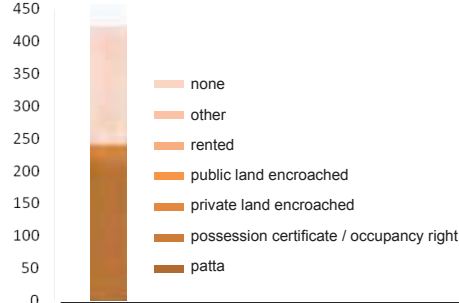 450
400
350
300
250
200
150
100
50
0
none
other
rented
public land encroached
private land encroached
possession certificate / occupancy right
patta